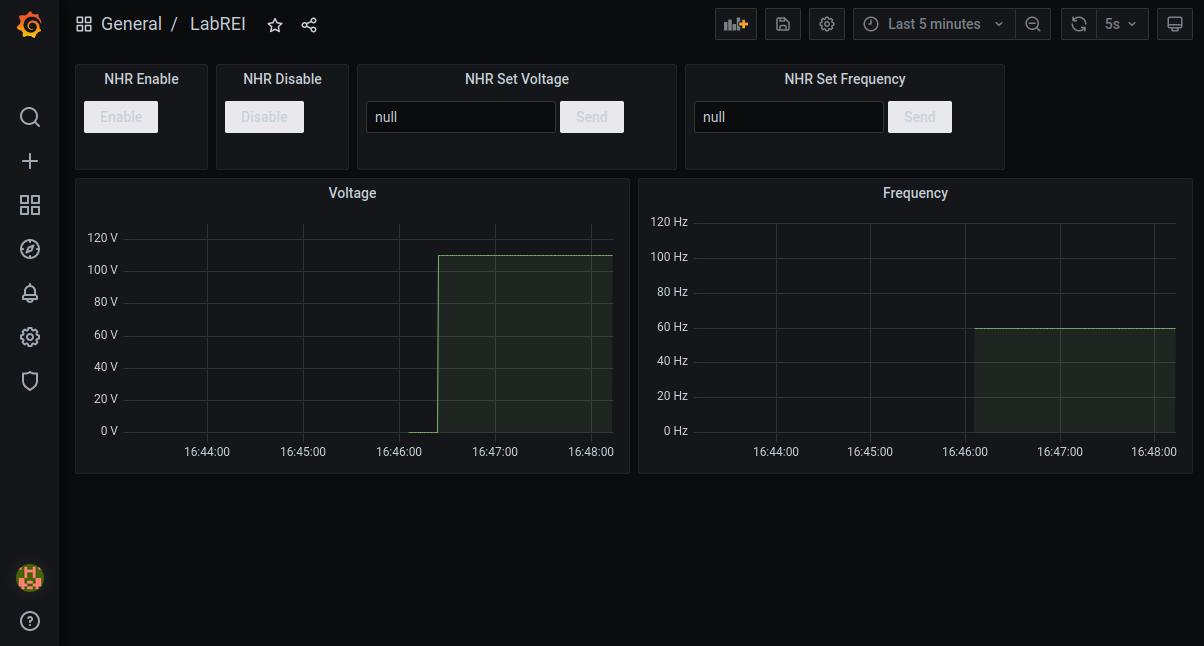 General / LabREI
Last 5 minutes
5s
NHR Enable
NHR Disable
NHR Set Voltage
NHR Set Frequency
Enable
Disable
null
Send
null
Send
Voltage
120 V
100 V
80 V
60 V
40 V
20 V
0 V
16:44:00 16:45:00 16:46:00 16:47:00 16:48:00
Frequency
120 Hz
100 Hz
80 Hz
60 Hz
40 Hz
20 Hz
0 Hz
16:44:00 16:45:00 16:46:00 16:47:00 16:48:00